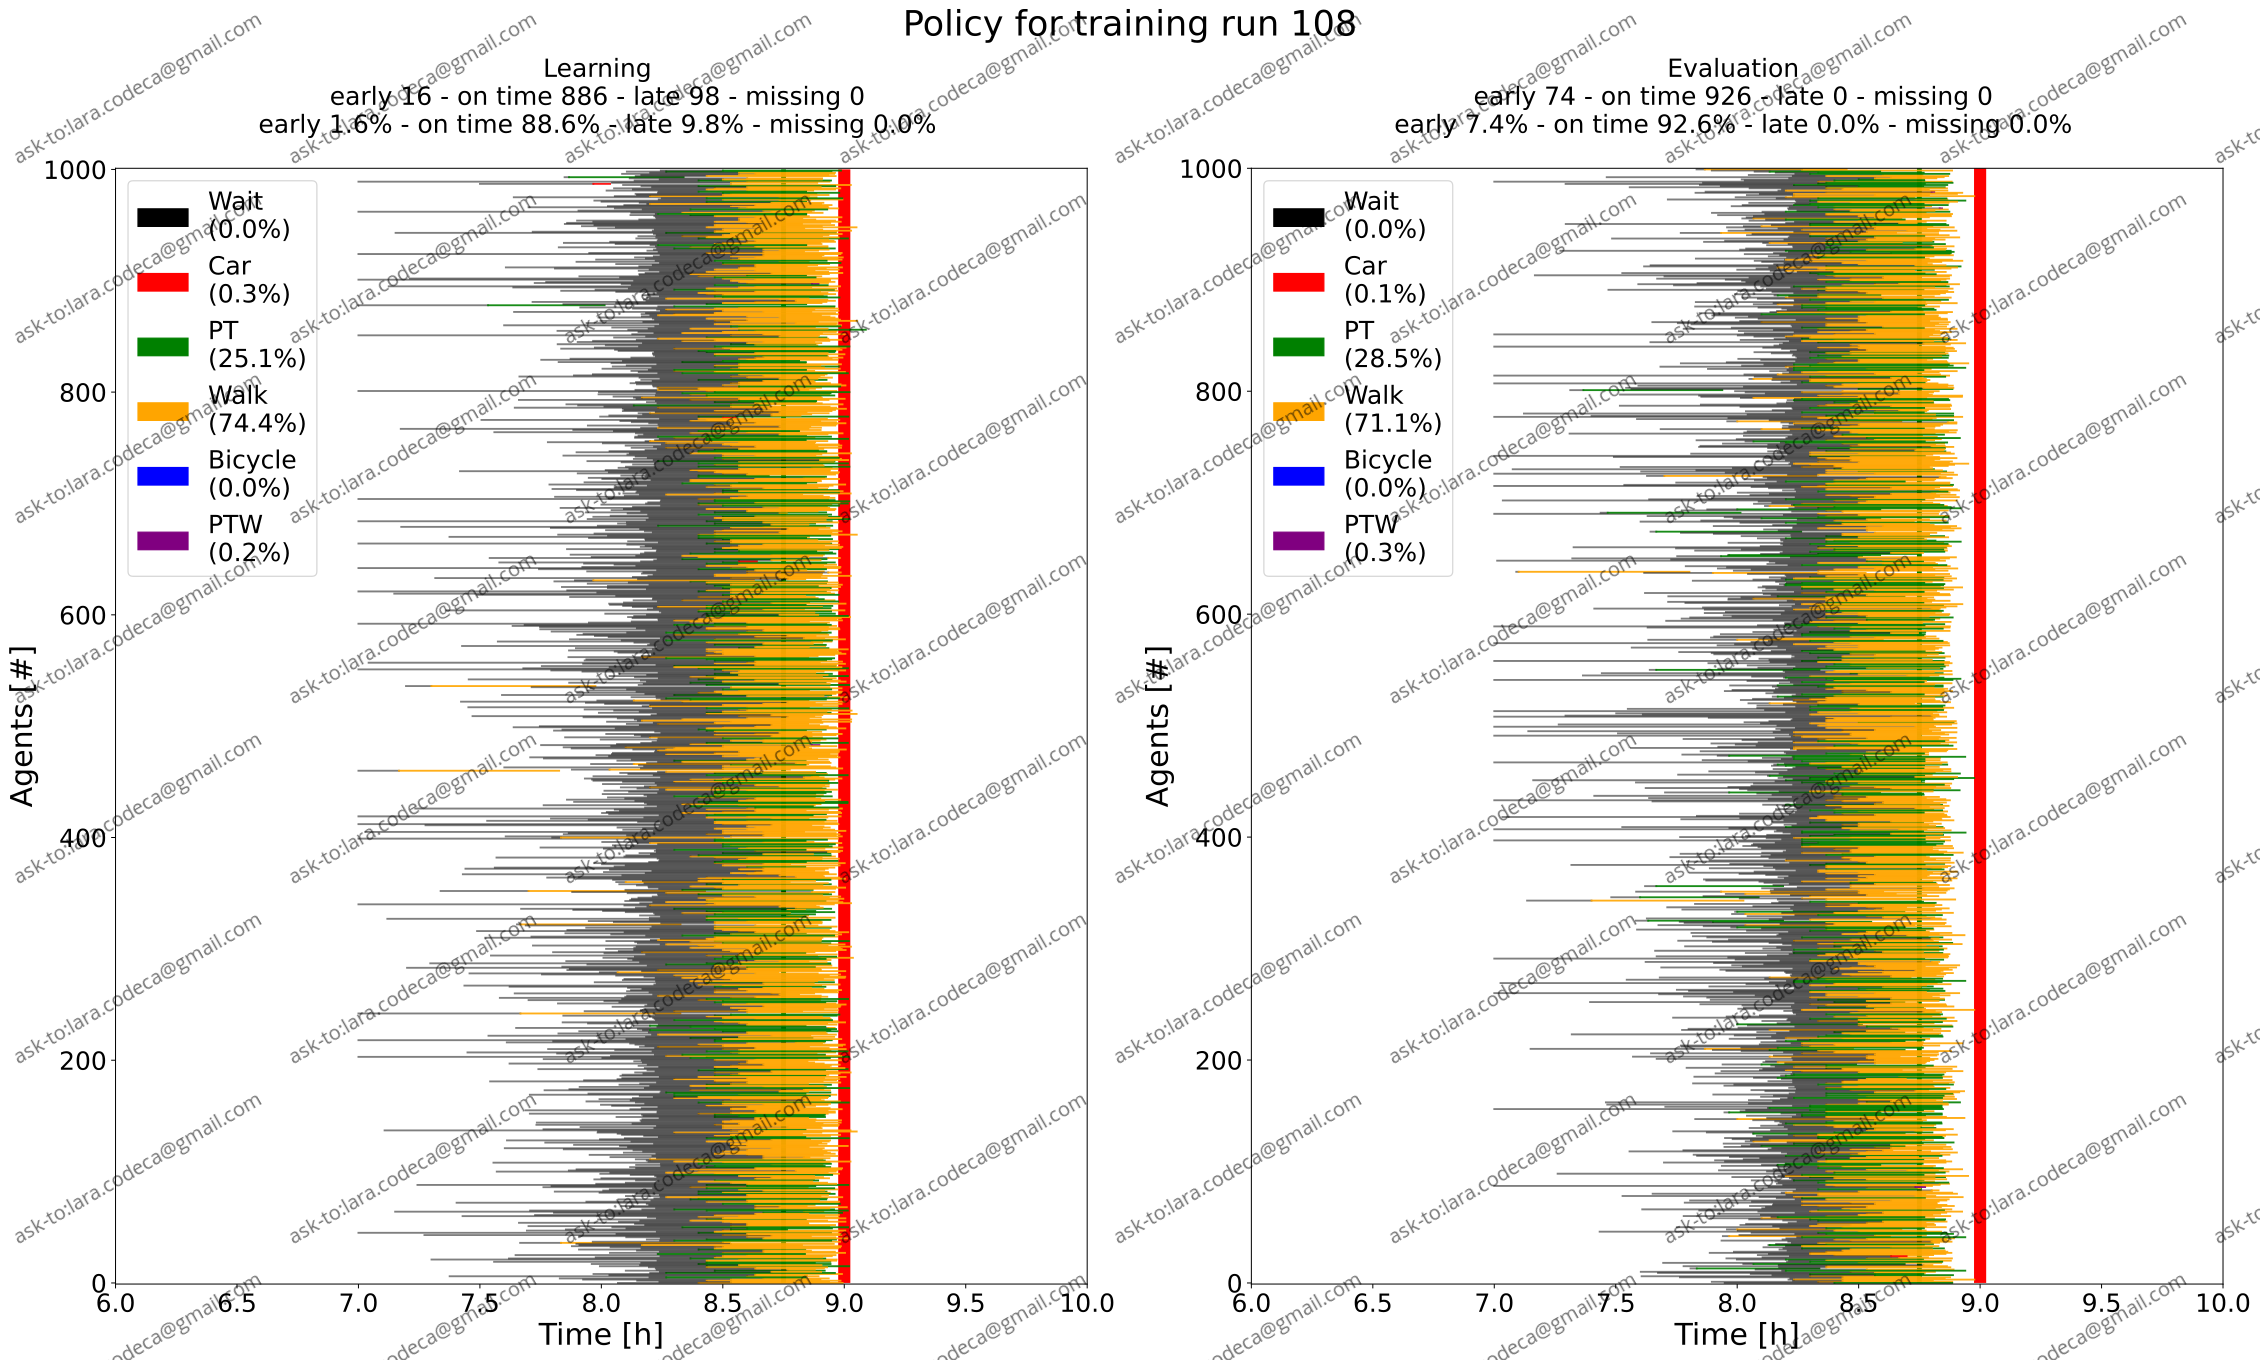 Policy for training run 108
Learning
early 16 - on time 886 - late 98 - missing 0
early 1.6% - on time 88.6% - late 9.8% - missing 0.0%
Wait
(0.0%)
Car
(0.3%)
PT
(25.1%)
Walk
(74.4%)
Bicycle
(0.0%)
PTW
(0.2%)
Agents [#]
1000
800
600
400
200
0
6.0 6.5 7.0 7.5 8.0 8.5 9.0 9.5 10.0
Time [h]
Evaluation
early 74 - on time 926 - late 0 - missing 0
early 7.4% - on time 92.6% - late 0.0% - missing 0.0%
Wait
(0.0%)
Car
(0.1%)
PT
(28.5%)
Walk
(71.1%)
Bicycle
(0.0%)
PTW
(0.3%)
Agents [#]
1000
800
600
400
200
0
6.0 6.5 7.0 7.5 8.0 8.5 9.0 9.5 10.0
Time [h]
ask-to:lara.codeca@gmail.com